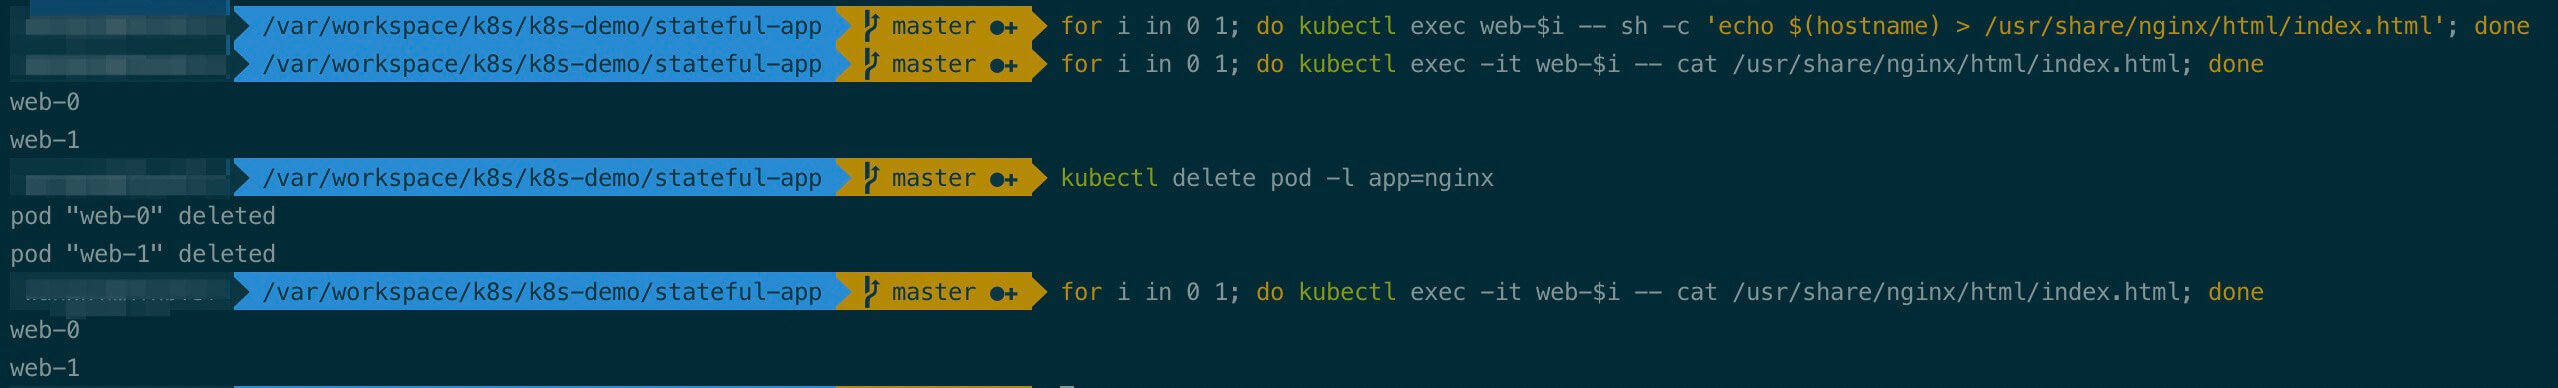 /var/workspace/k8s/k8s-demo/stateful-app master ●+ for i in 0 1; do kubectl exec web-$i -- sh -c 'echo $(hostname) > /usr/share/nginx/html/index.html'; done
/var/workspace/k8s/k8s-demo/stateful-app master ●+ for i in 0 1; do kubectl exec -it web-$i -- cat /usr/share/nginx/html/index.html; done
web-0
web-1
/var/workspace/k8s/k8s-demo/stateful-app master ●+ kubectl delete pod -l app=nginx
pod "web-0" deleted
pod "web-1" deleted
/var/workspace/k8s/k8s-demo/stateful-app master ●+ for i in 0 1; do kubectl exec -it web-$i -- cat /usr/share/nginx/html/index.html; done
web-0
web-1